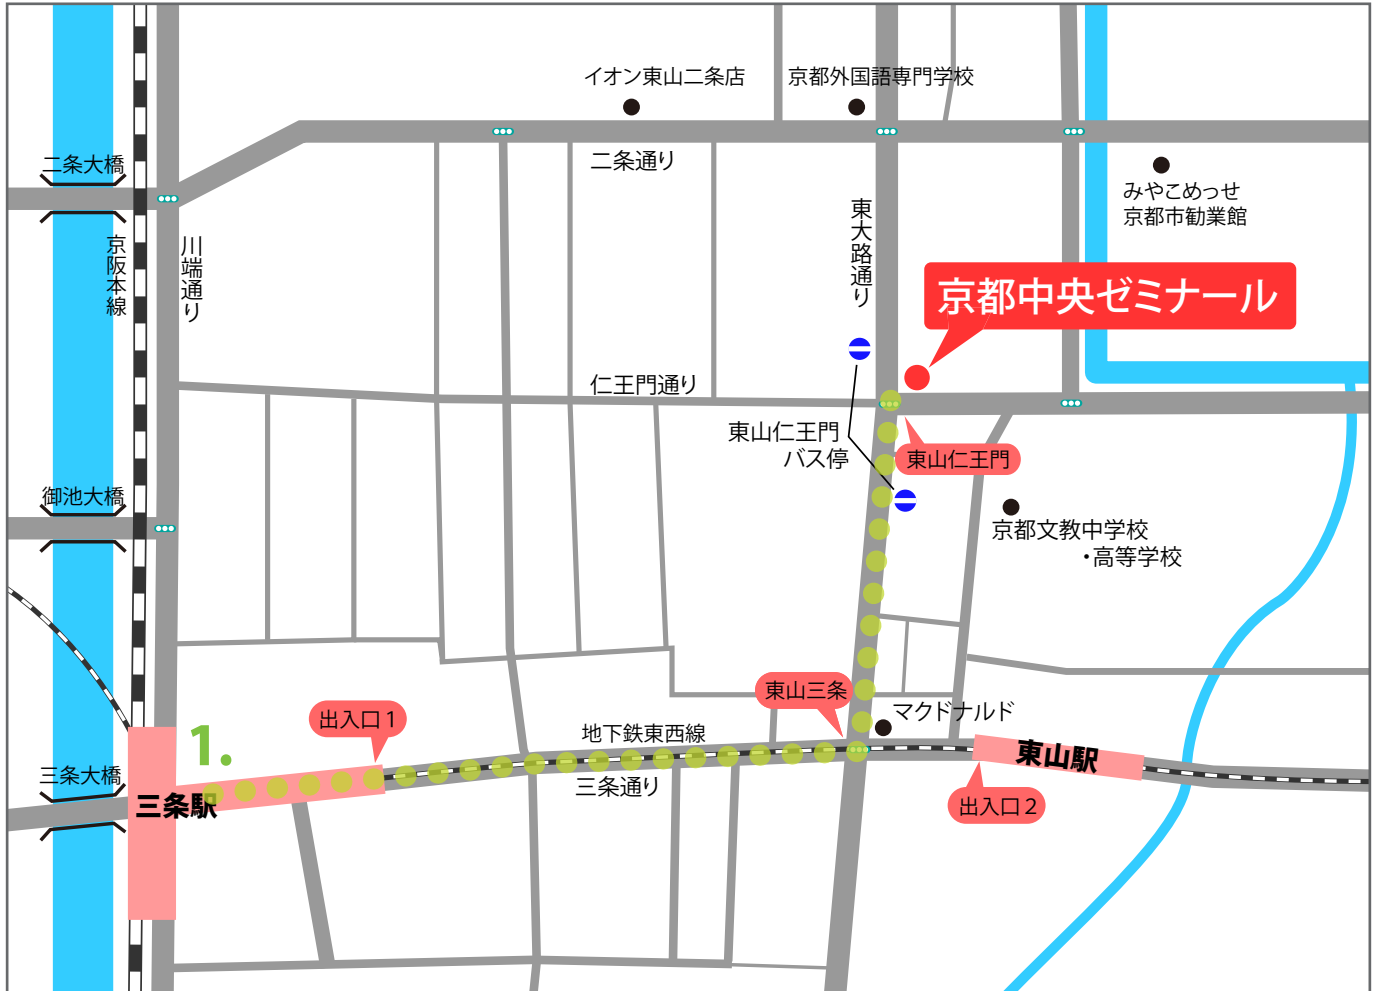 イオン東山二条店
京都外国語専門学校
二条大橋
二条通り
みやこめっせ
京都市勧業館
東大路通り
京阪本線
川端通り
京都中央ゼミナール
仁王門通り
東山仁王門
バス停
東山仁王門
御池大橋
京都文教中学校
・高等学校
東山三条
マクドナルド
出入口1
1.
地下鉄東西線
東山駅
三条大橋
三条駅
三条通り
出入口2